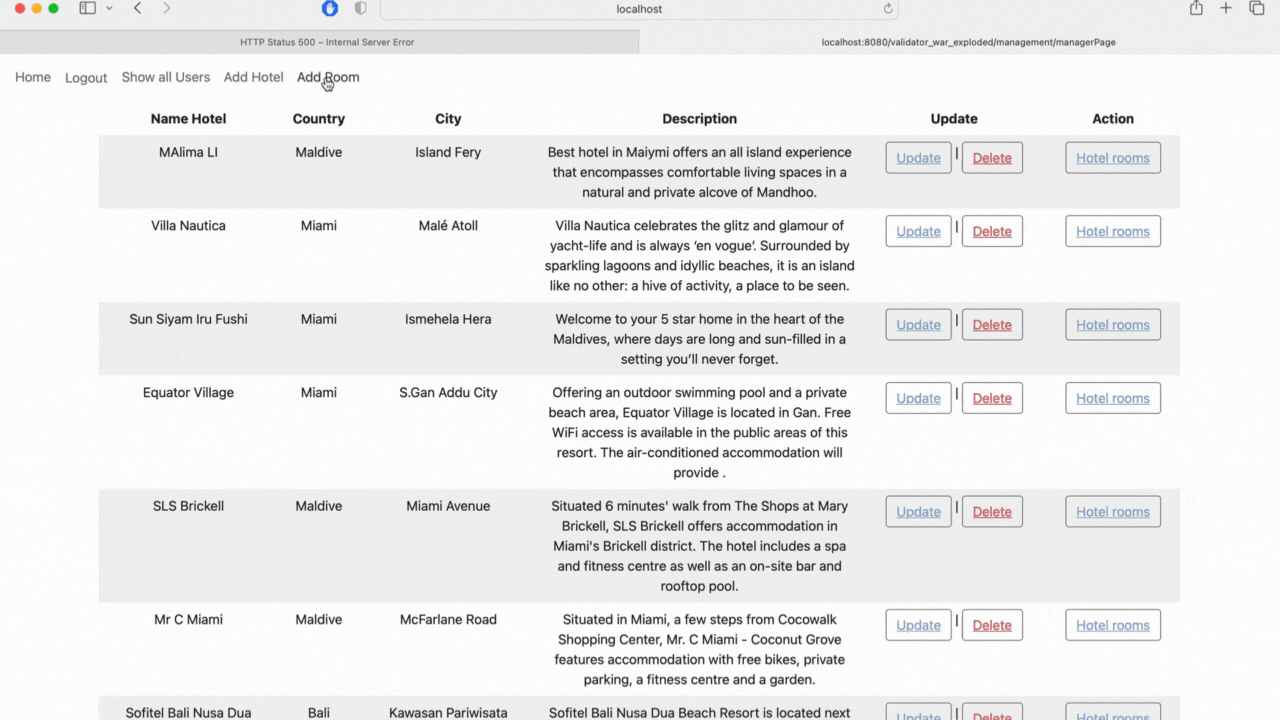 localhost
HTTP Status 500 – Internal Server Error
localhost:8080/validator_war_exploded/management/managerPage
Home Logout Show all Users Add Hotel Add Room
Name Hotel Country City Description Update Action
MAlima LI Maldive Island Fery Best hotel in Maiymi offers an all island experience Update | Delete Hotel rooms
that encompasses comfortable living spaces in a
natural and private alcove of Mandhoo.
Villa Nautica Miami Malé Atoll Villa Nautica celebrates the glitz and glamour of Update | Delete Hotel rooms
yacht-life and is always ‘en vogue’. Surrounded by
sparkling lagoons and idyllic beaches, it is an island
like no other: a hive of activity, a place to be seen.
Sun Siyam Iru Fushi Miami Ismehela Hera Welcome to your 5 star home in the heart of the Update | Delete Hotel rooms
Maldives, where days are long and sun-filled in a
setting you’ll never forget.
Equator Village Miami S.Gan Addu City Offering an outdoor swimming pool and a private Update | Delete Hotel rooms
beach area, Equator Village is located in Gan. Free
WiFi access is available in the public areas of this
resort. The air-conditioned accommodation will
provide .
SLS Brickell Maldive Miami Avenue Situated 6 minutes' walk from The Shops at Mary Update | Delete Hotel rooms
Brickell, SLS Brickell offers accommodation in
Miami's Brickell district. The hotel includes a spa
and fitness centre as well as an on-site bar and
rooftop pool.
Mr C Miami Maldive McFarlane Road Situated in Miami, a few steps from Cocowalk Update | Delete Hotel rooms
Shopping Center, Mr. C Miami - Coconut Grove
features accommodation with free bikes, private
parking, a fitness centre and a garden.
Sofitel Bali Nusa Dua Bali Kawasan Pariwisata Sofitel Bali Nusa Dua Beach Resort is located next Update | Delete Hotel rooms